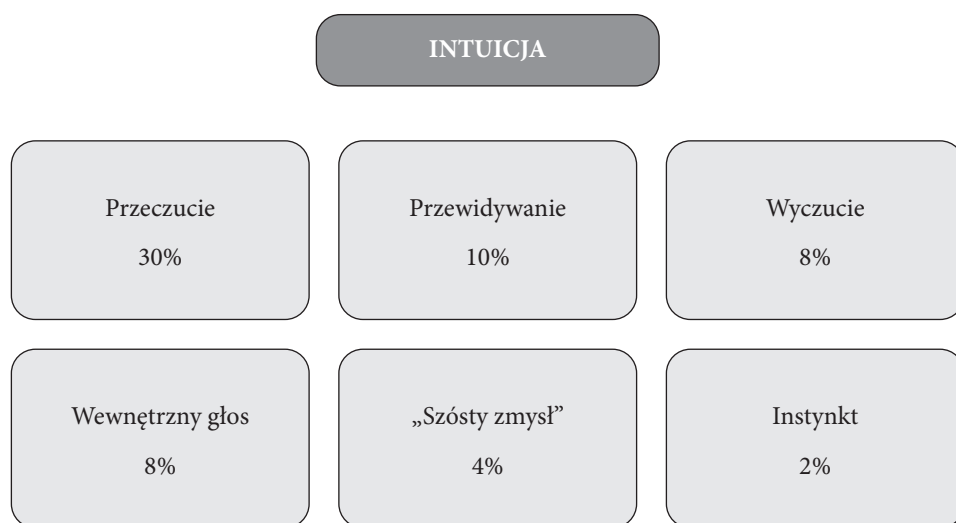 INTUICJA
Przeczucie
30%
Przewidywanie
10%
Wyczucie
8%
Wewnętrzny głos
8%
„Szósty zmysł”
4%
Instynkt
2%